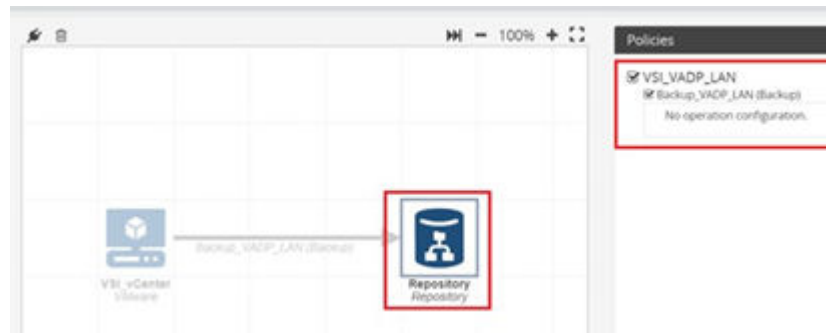 100%
Policies
VSI_VADP_LAN
Backup_VADP_LAN (Backup)
No operation configuration.
Backup_VADP_LAN (Backup)
VSI_vCenter
VMware
Repository
Repository